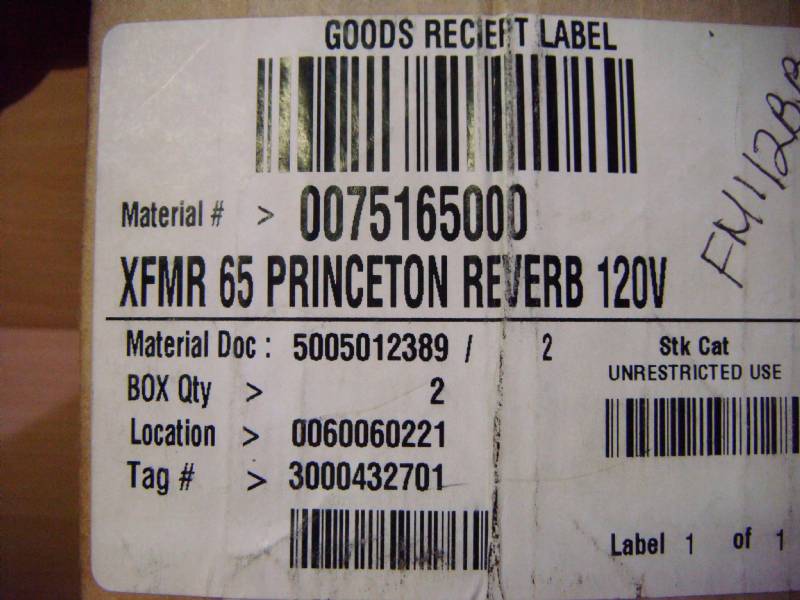 GOODS RECIEPT LABEL
Material # > 0075165000
XFMR 65 PRINCETON REVERB 120V
Material Doc : 5005012389 / 2
BOX Qty > 2
Location > 0060060221
Tag # > 3000432701
Stk Cat
UNRESTRICTED USE
Label 1 of 1